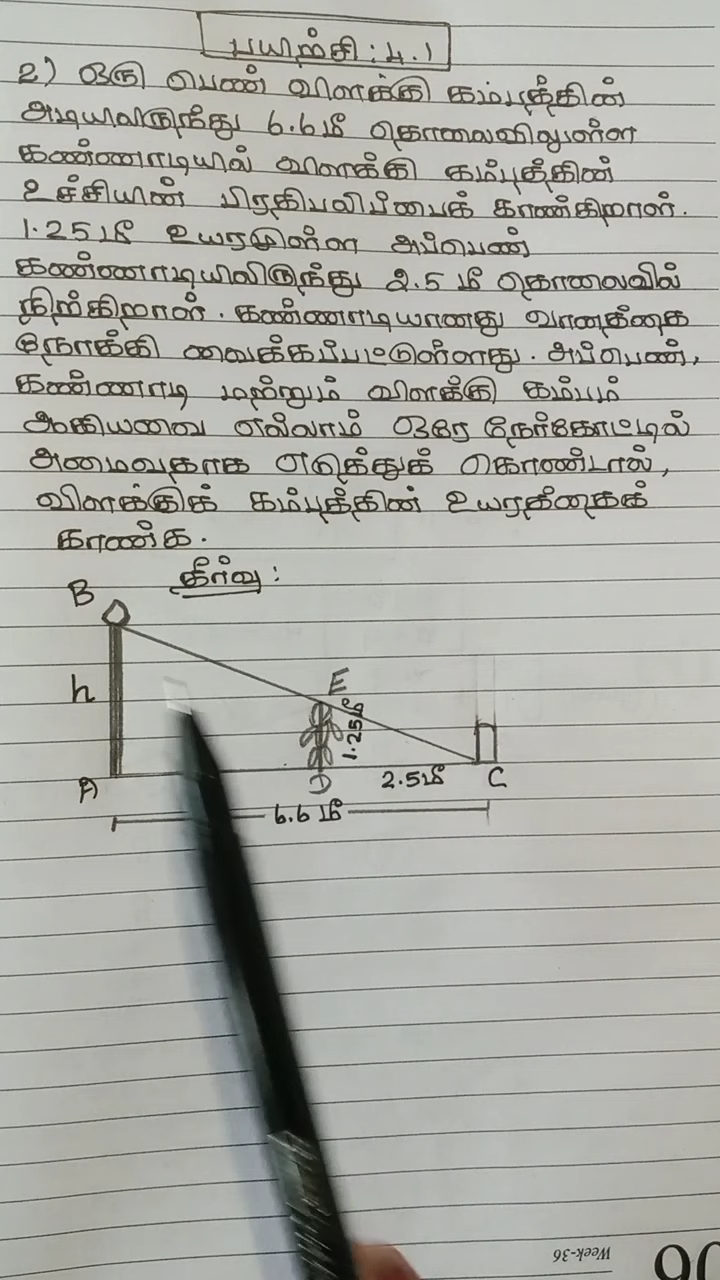 பயிற்சி : 4.1
2) ஒரு பெண் விளக்கு கம்பத்தின்
அடியிலிருந்து 6.6 மீ தொலைவிலுள்ள
கண்ணாடியில் விளக்கு கம்பத்தின்
உச்சியின் பிரதிபலிப்பைக் காண்கிறாள்.
1.25 மீ உயரமுள்ள அப்பெண்
கண்ணாடியிலிருந்து 2.5 மீ தொலைவில்
நிற்கிறாள். கண்ணாடியானது வானத்தை
நோக்கி வைக்கப்பட்டுள்ளது. அப்பெண்,
கண்ணாடி மற்றும் விளக்கு கம்பம்
ஆகியவை எல்லாம் ஒரே நேர்கோட்டில்
அமைவதாக எடுத்துக் கொண்டால்,
விளக்குக் கம்பத்தின் உயரத்தைக்
காண்க.
தீர்வு :
B
E
h
1.25 மீ
A
D
2.5 மீ
C
6.6 மீ
Week-36
06